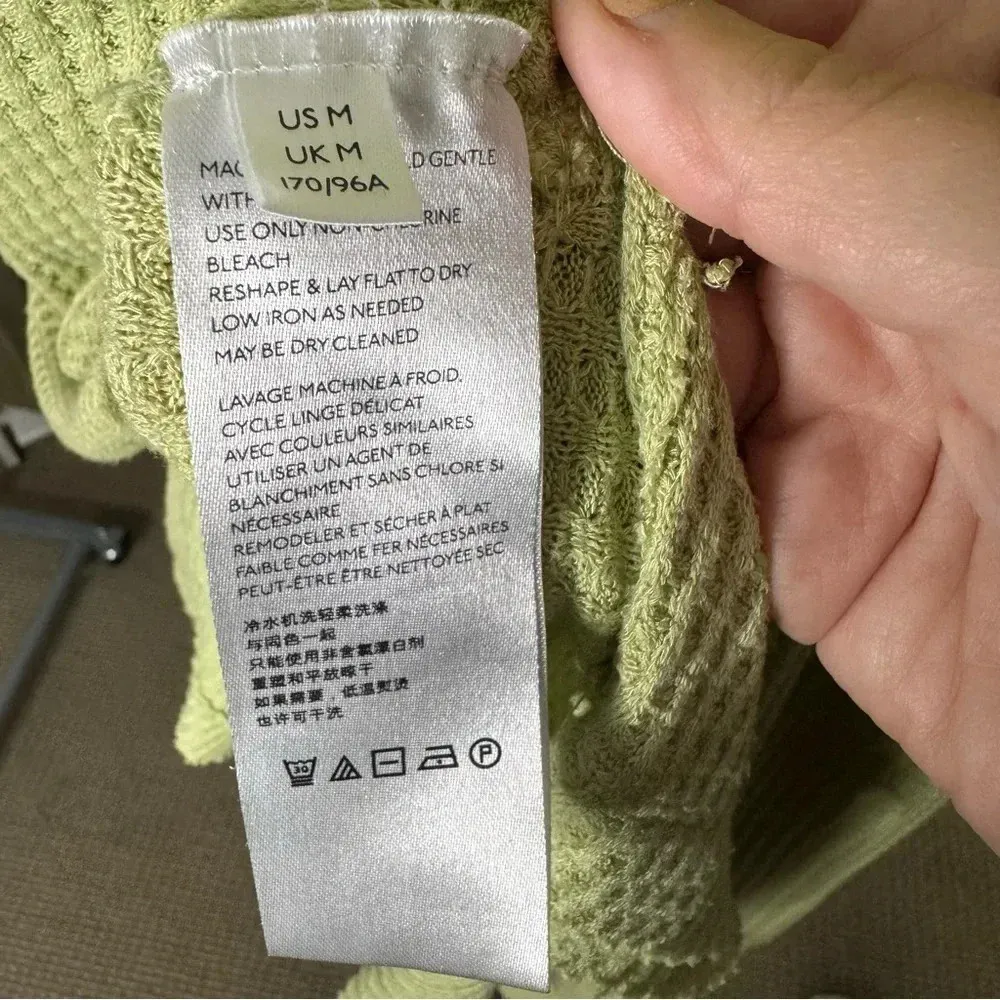 US M
UK M
170/96A
D GENTLE
WITH
USE ONLY NON RINE
BLEACH
RESHAPE & LAY FLAT TO DRY
LOW IRON AS NEEDED
MAY BE DRY CLEANED
LAVAGE MACHINE A FROID.
CYCLE LINGE DÉLICAT
AVEC COULEURS SIMILAIRES
UTILISER UN AGENT DE
BLANCHIMENT SANS CHLORE SI
NÉCESSAIRE
REMODELER ET SÉCHER À PLAT
FAIBLE COMME FER NÉCESSAIRES
PEUT-ÊTRE ÊTRE NETTOYÉE SEC
冷水机洗轻柔洗涤
与同色一起
只能使用非含氯漂白剂
重塑和平放晾干
如果需要，低温熨烫
也许可干洗
30 P